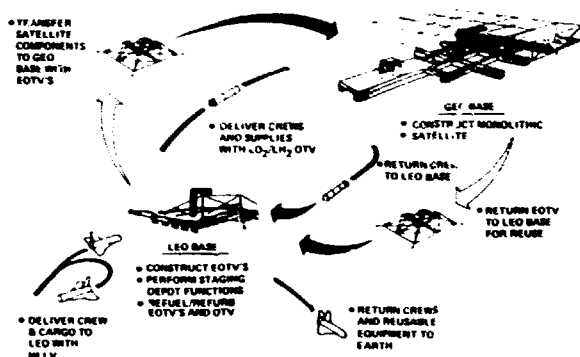 • TRANSFER
SATELLITE
COMPONENTS
TO GEO
BASE WITH
EOTV'S
• DELIVER CREWS
AND SUPPLIES
WITH LO2/LH2 OTV
GEO BASE
• CONSTRUCT MONOLITHIC
• SATELLITE
• RETURN CREW
TO LEO BASE
• RETURN EOTV
TO LEO BASE
FOR REUSE
LEO BASE
• CONSTRUCT EOTV'S
• PERFORM STAGING
DEPOT FUNCTIONS
• REFUEL/REFURB
EOTV'S AND OTV
• DELIVER CREW
& CARGO TO
LEO WITH
• RETURN CREWS
AND REUSABLE
EQUIPMENT TO
EARTH